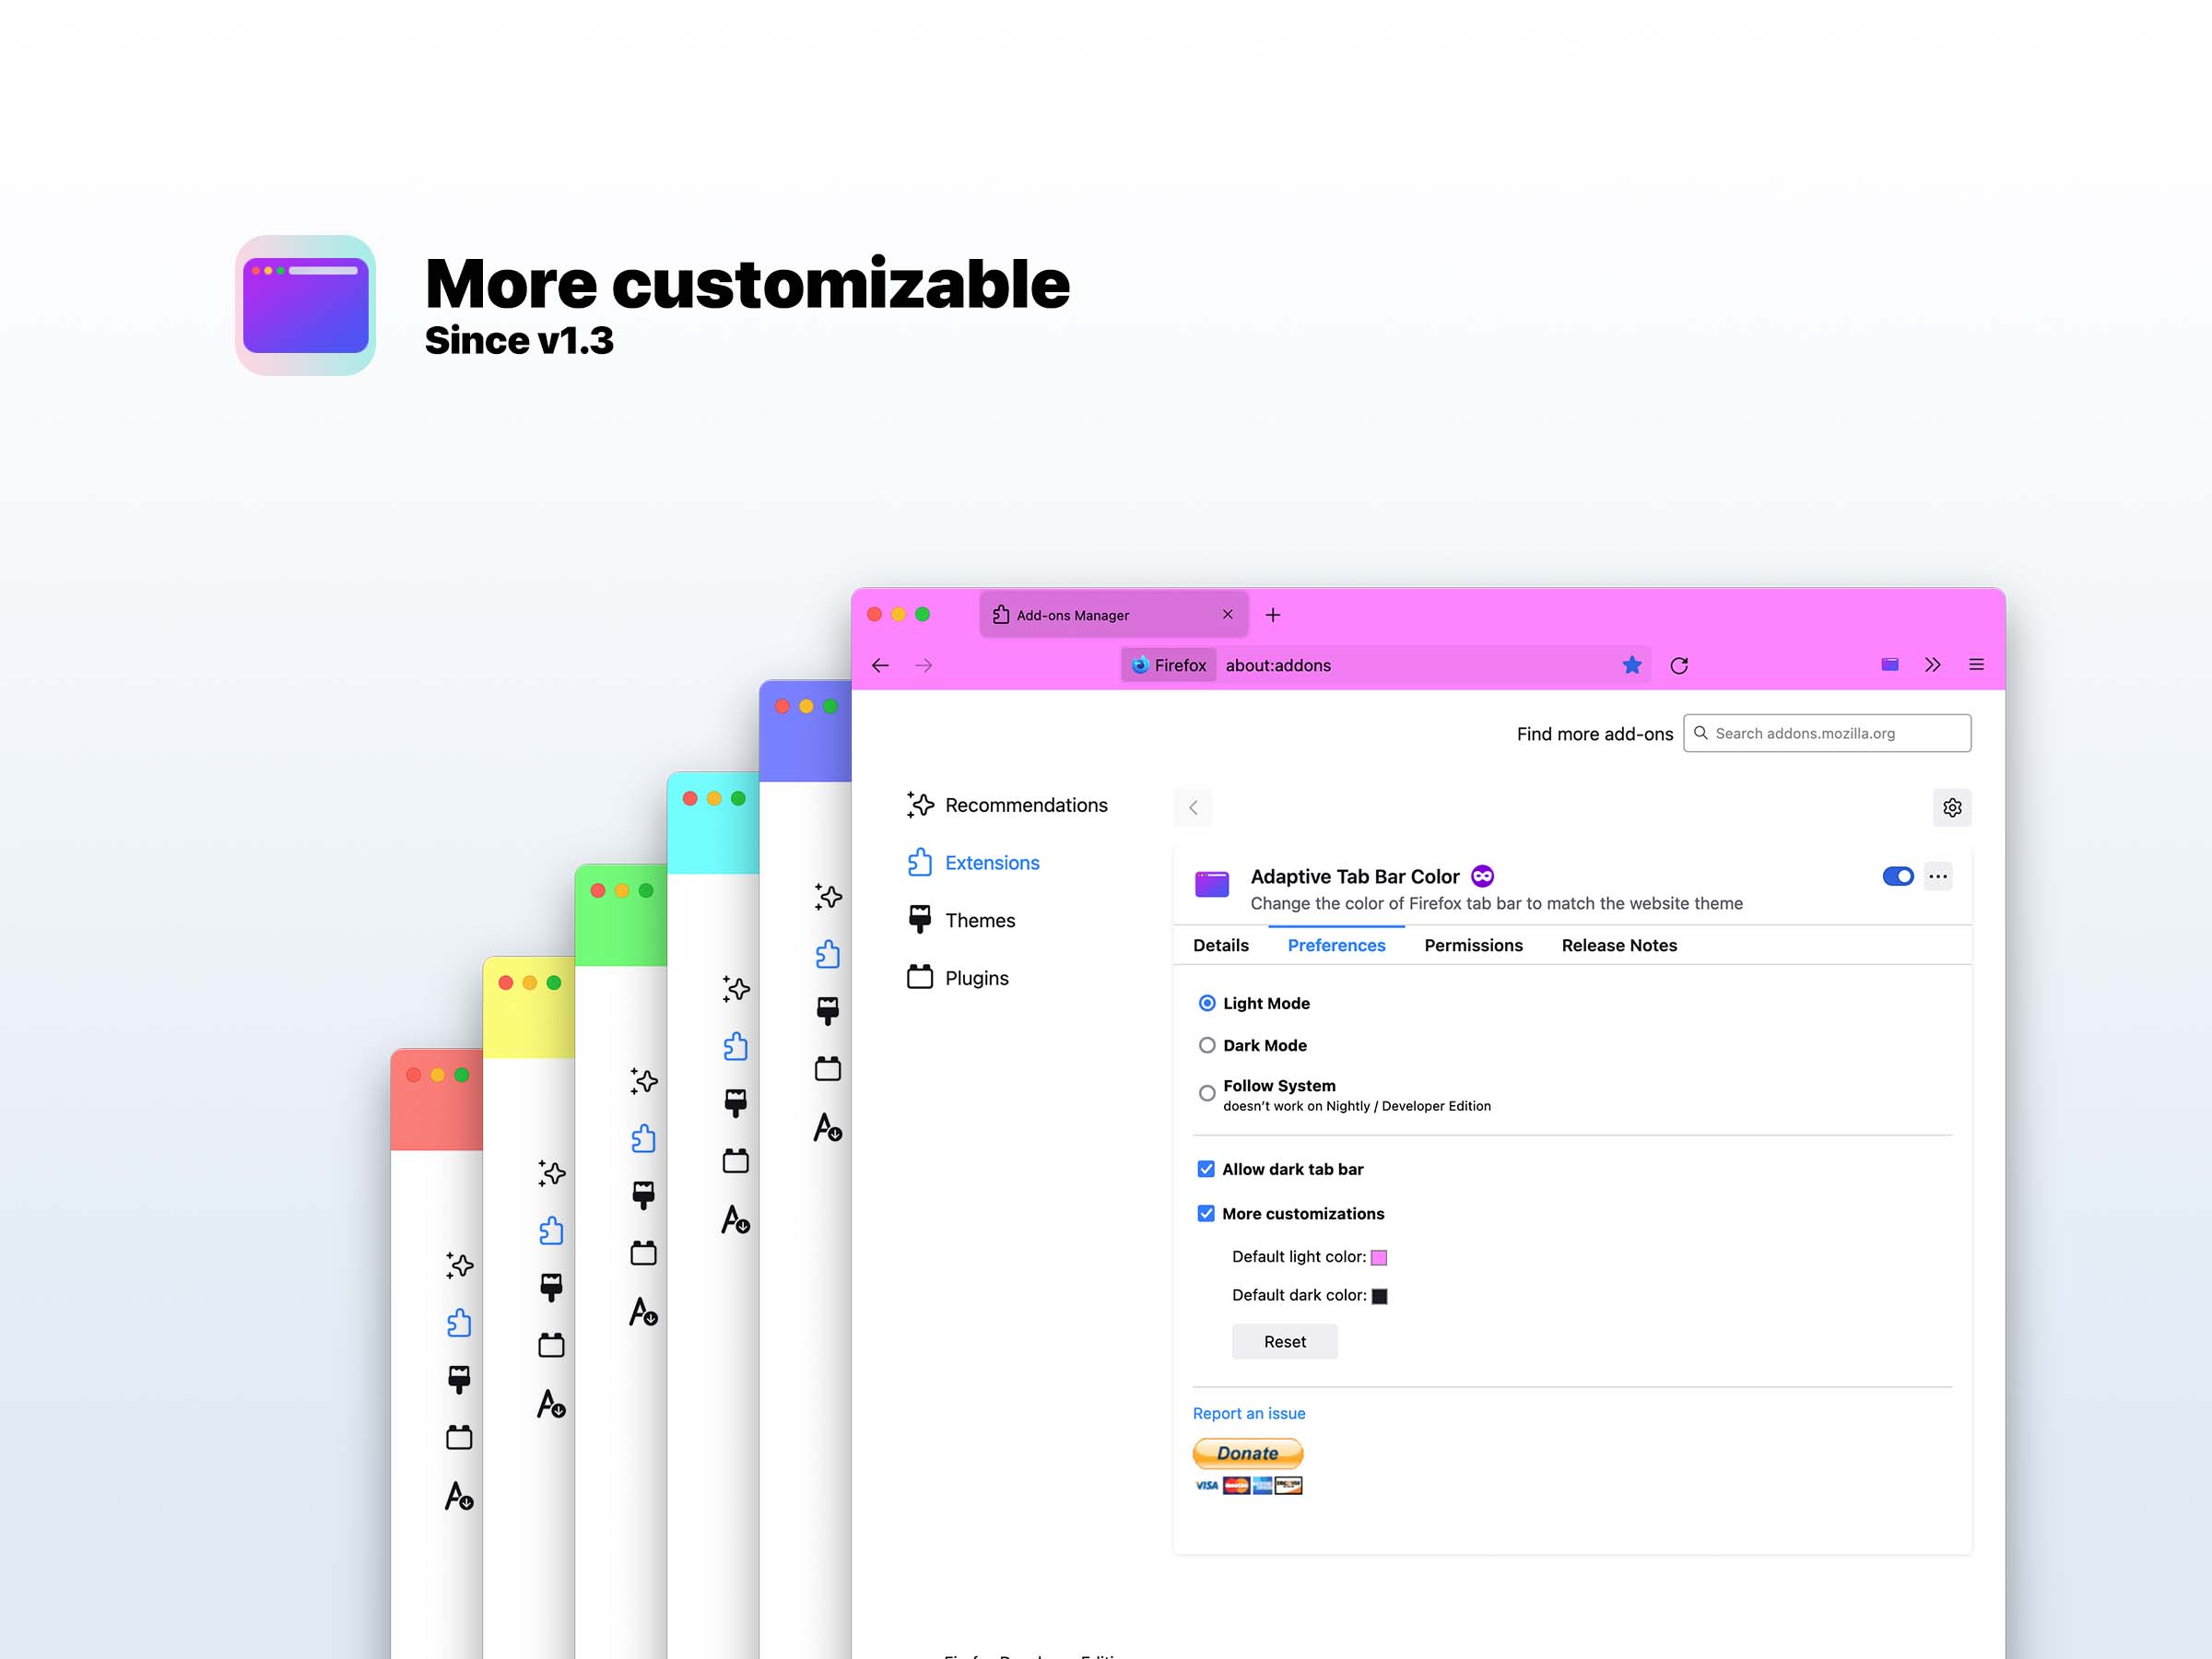 More customizable
Since v1.3
Add-ons Manager
Firefox about:addons
Find more add-ons
Search addons.mozilla.org
Recommendations
Extensions
Themes
Plugins
Adaptive Tab Bar Color
Change the color of Firefox tab bar to match the website theme
Details Preferences Permissions Release Notes
Light Mode
Dark Mode
Follow System
doesn’t work on Nightly / Developer Edition
Allow dark tab bar
More customizations
Default light color:
Default dark color:
Reset
Report an issue
Donate
VISA